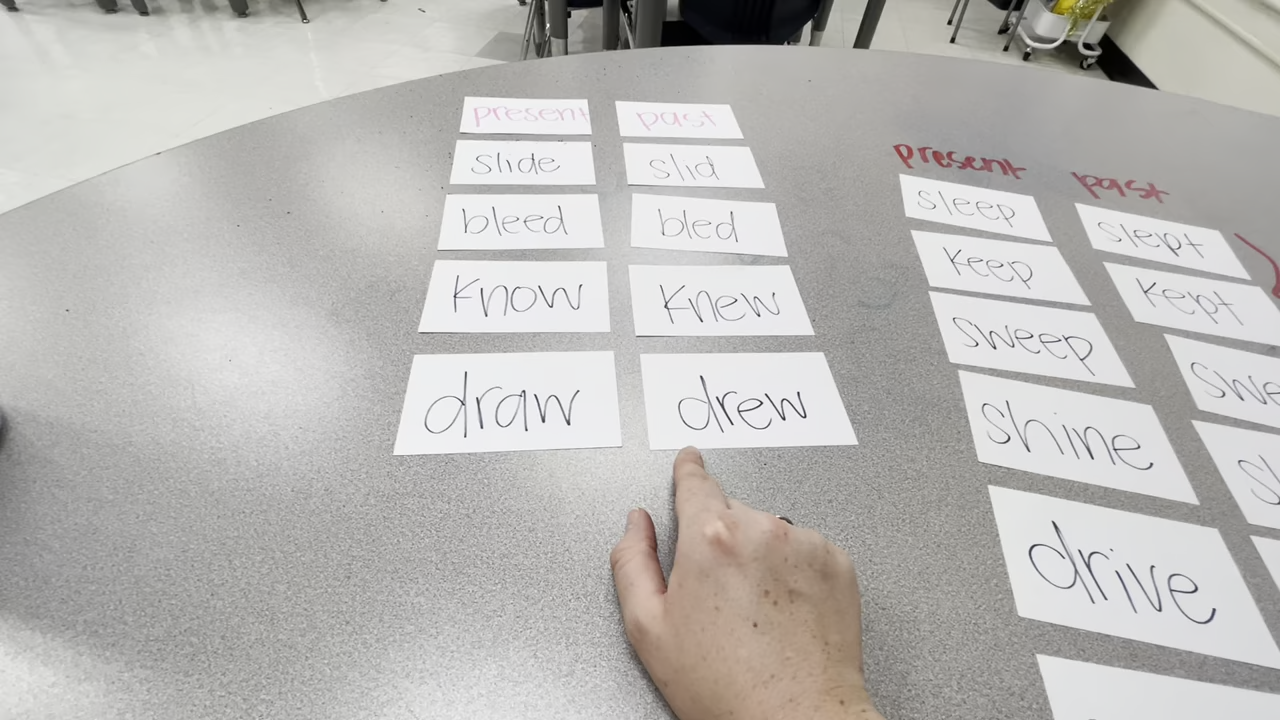 present past
slide slid
bleed bled
know knew
draw drew
present past
sleep slept
keep kept
sweep
shine
drive